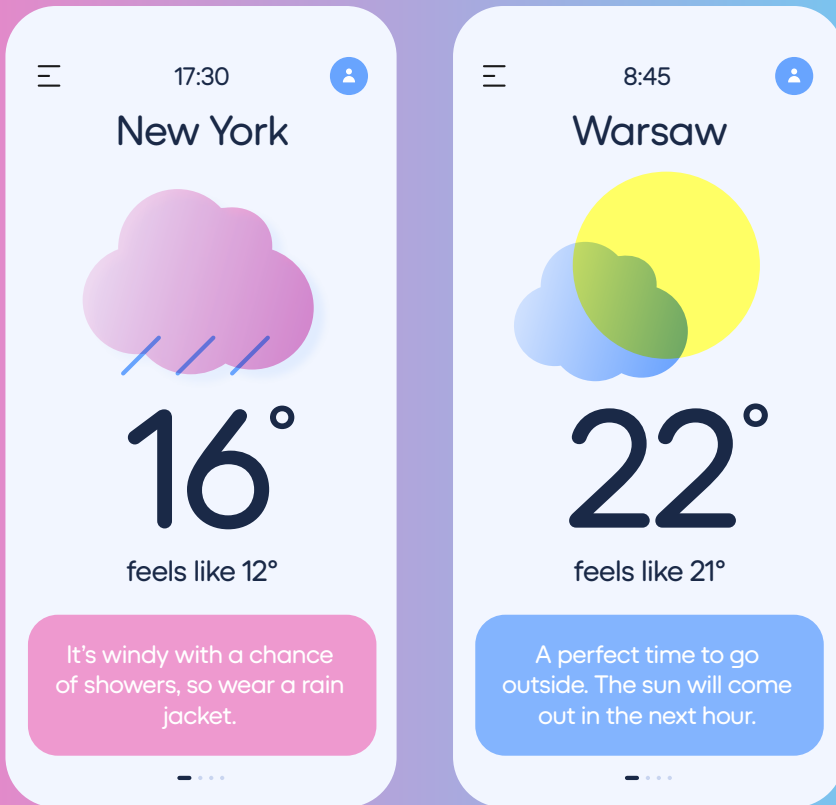 17:30
New York
16°
feels like 12°
It's windy with a chance
of showers, so wear a rain
jacket.
8:45
Warsaw
22°
feels like 21°
A perfect time to go
outside. The sun will come
out in the next hour.